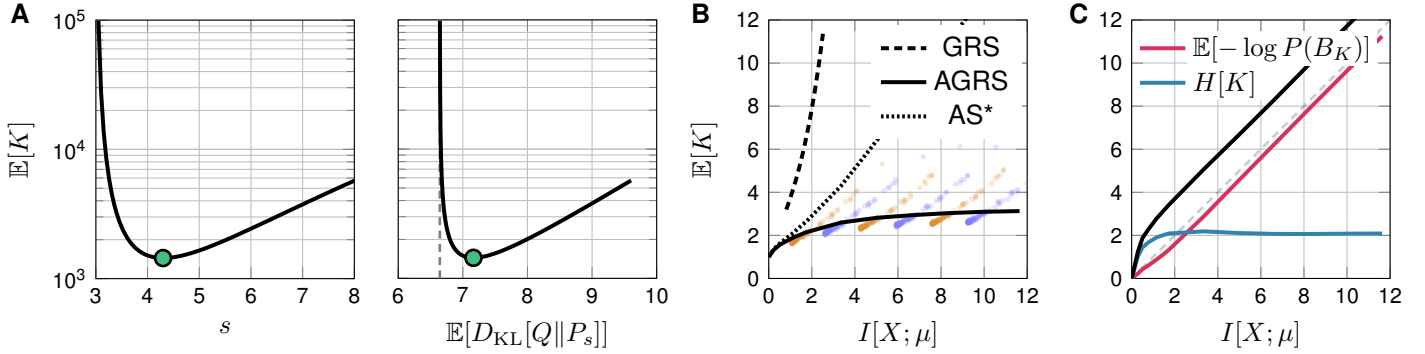 A
𝔼[K]
10^5
10^4
10^3
3 4 5 6 7 8
s
6 7 8 9 10
𝔼[D_KL[Q‖P_s]]
B
𝔼[K]
12
10
8
6
4
2
0
GRS
AGRS
AS*
0 2 4 6 8 10 12
I[X; μ]
C
12
10
8
6
4
2
0
𝔼[− log P(B_K)]
H[K]
0 2 4 6 8 10 12
I[X; μ]